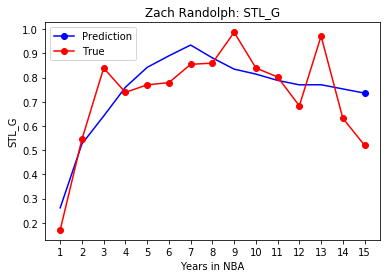 Zach Randolph: STL_G
Prediction
True
1.0
0.9
0.8
0.7
0.6
0.5
0.4
0.3
0.2
STL_G
1 2 3 4 5 6 7 8 9 10 11 12 13 14 15
Years in NBA